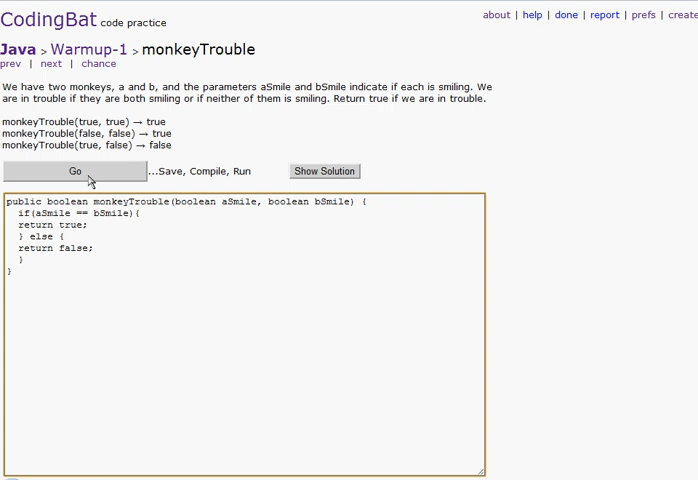 CodingBat code practice
about | help | done | report | prefs | create
Java > Warmup-1 > monkeyTrouble
prev | next | chance
We have two monkeys, a and b, and the parameters aSmile and bSmile indicate if each is smiling. We
are in trouble if they are both smiling or if neither of them is smiling. Return true if we are in trouble.
monkeyTrouble(true, true) → true
monkeyTrouble(false, false) → true
monkeyTrouble(true, false) → false
Go ...Save, Compile, Run Show Solution
public boolean monkeyTrouble(boolean aSmile, boolean bSmile) {
if(aSmile == bSmile){
return true;
} else {
return false;
}
}